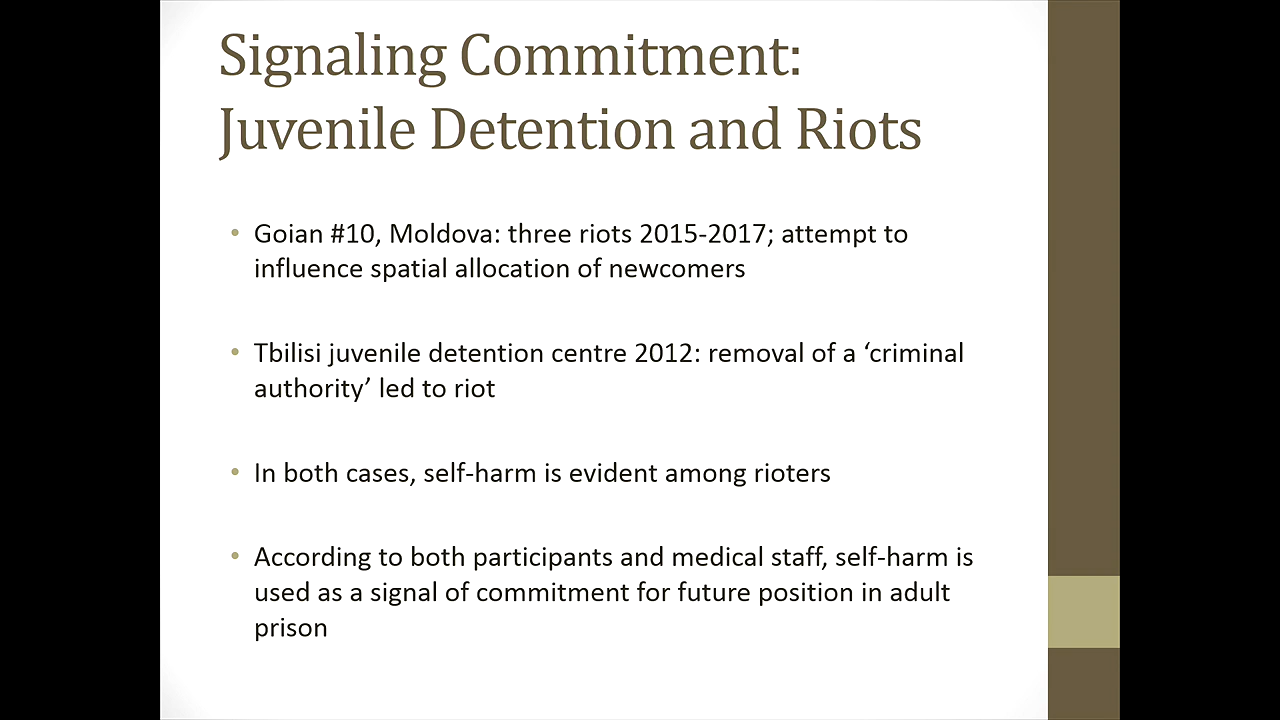 Signaling Commitment:
Juvenile Detention and Riots
• Goian #10, Moldova: three riots 2015-2017; attempt to
influence spatial allocation of newcomers
• Tbilisi juvenile detention centre 2012: removal of a ‘criminal
authority’ led to riot
• In both cases, self-harm is evident among rioters
• According to both participants and medical staff, self-harm is
used as a signal of commitment for future position in adult
prison